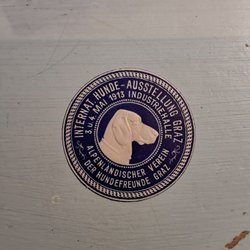 INTERNAT. HUNDE-AUSSTELLUNG GRAZ
3 U. 4. MAI 1913 INDUSTRIEHALLE
ALPENLÄNDISCHER VEREIN
DER HUNDEFREUNDE GRAZ